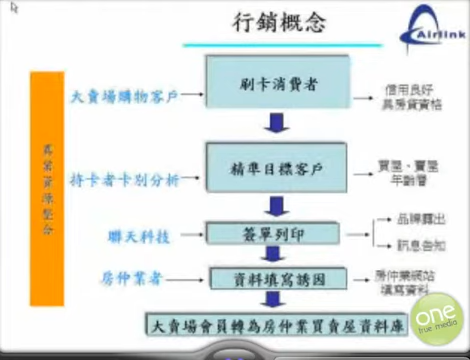 行銷概念
Airlink
異業資源整合
大賣場購物客戶
刷卡消費者
信用良好
具房貸資格
持卡者卡別分析
精準目標客戶
買屋、賣屋
年齡層
聯天科技
簽單列印
品牌露出
訊息告知
房仲業者
資料填寫誘因
房仲業網站
填寫資料
大賣場會員轉為房仲業買賣屋資料庫
one
true media